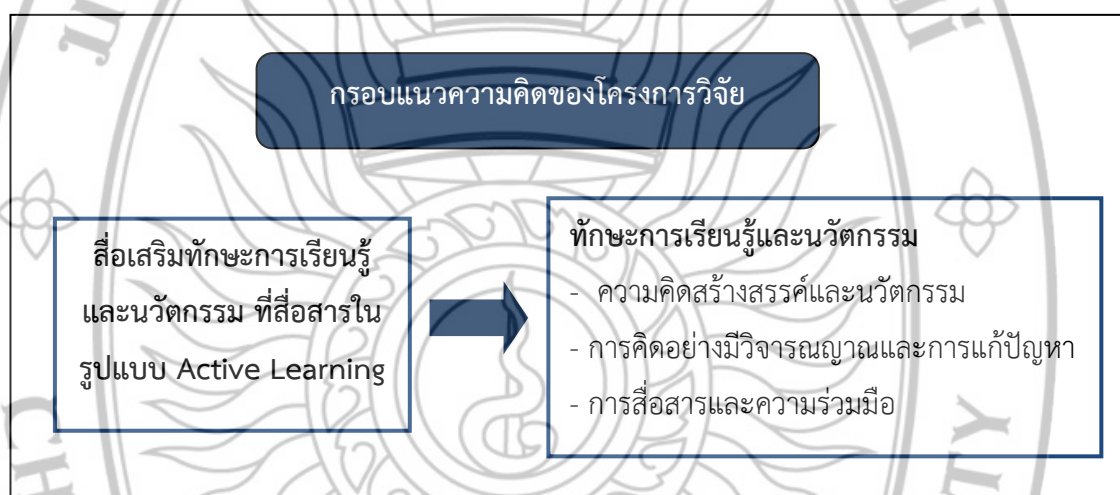 กรอบแนวความคิดของโครงการวิจัย
สื่อเสริมทักษะการเรียนรู้
และนวัตกรรม ที่สื่อสารใน
รูปแบบ Active Learning
ทักษะการเรียนรู้และนวัตกรรม
- ความคิดสร้างสรรค์และนวัตกรรม
- การคิดอย่างมีวิจารณญาณและการแก้ปัญหา
- การสื่อสารและความร่วมมือ